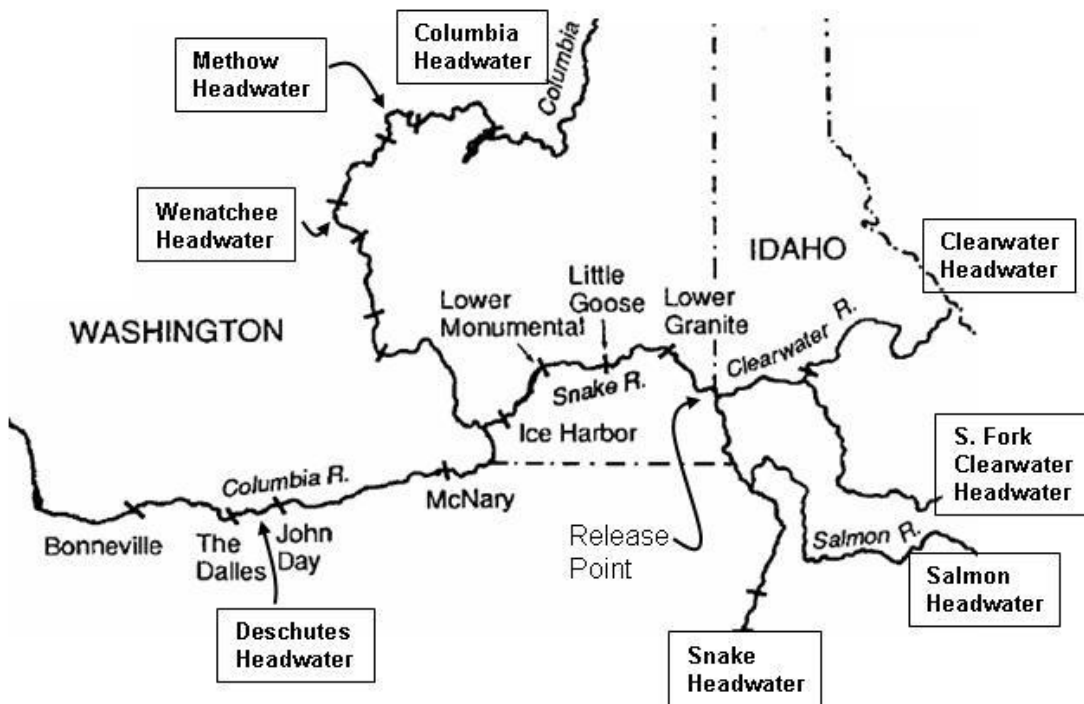 Columbia
Headwater
Methow
Headwater
Columbia
Wenatchee
Headwater
Clearwater
Headwater
IDAHO
WASHINGTON
Little
Goose
Lower
Monumental
Lower
Granite
Clearwater R.
Snake R.
Ice Harbor
S. Fork
Clearwater
Headwater
Columbia R.
McNary
Bonneville
The
Dalles
John
Day
Release
Point
Salmon R.
Salmon
Headwater
Deschutes
Headwater
Snake
Headwater